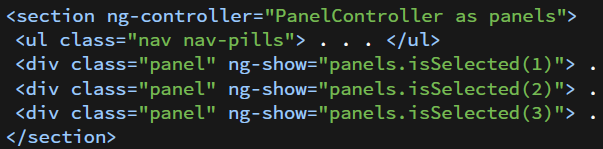 <section ng-controller="PanelController as panels">
<ul class="nav nav-pills"> . . . </ul>
<div class="panel" ng-show="panels.isSelected(1)"> .
<div class="panel" ng-show="panels.isSelected(2)"> .
<div class="panel" ng-show="panels.isSelected(3)"> .
</section>